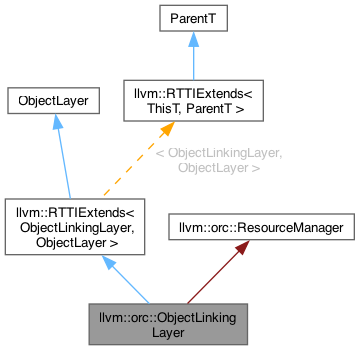 ParentT
llvm::RTTIExtends<
ThisT, ParentT >
ObjectLayer
< ObjectLinkingLayer,
ObjectLayer >
llvm::RTTIExtends<
ObjectLinkingLayer,
ObjectLayer >
llvm::orc::ResourceManager
llvm::orc::ObjectLinking
Layer